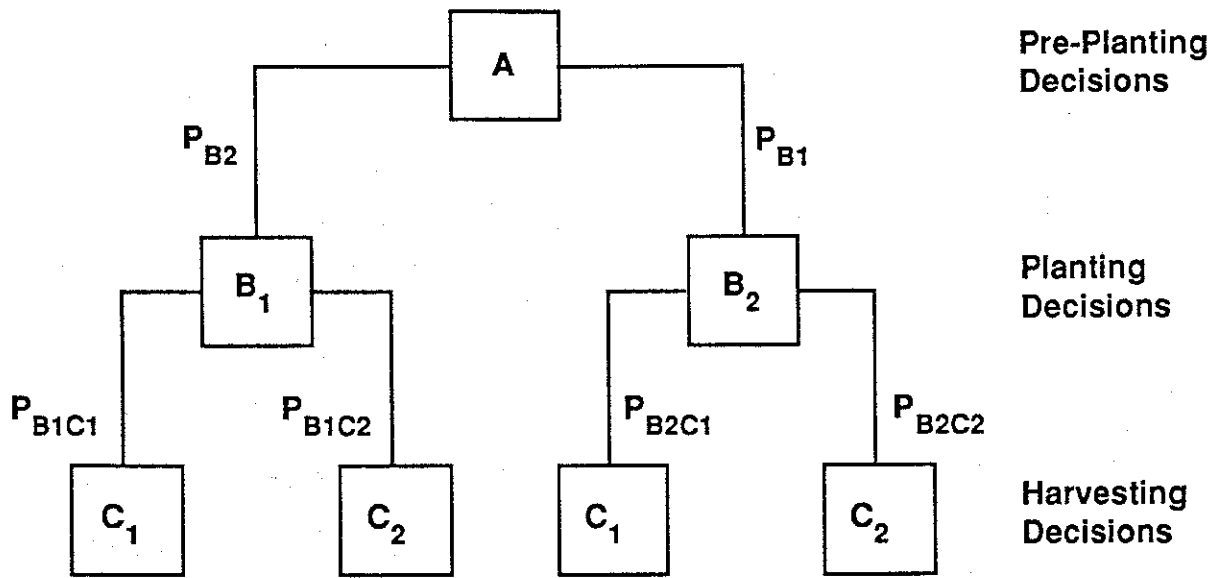 A
Pre-Planting
Decisions
P_B2
P_B1
B_1
B_2
Planting
Decisions
P_B1C1
P_B1C2
P_B2C1
P_B2C2
C_1
C_2
C_1
C_2
Harvesting
Decisions